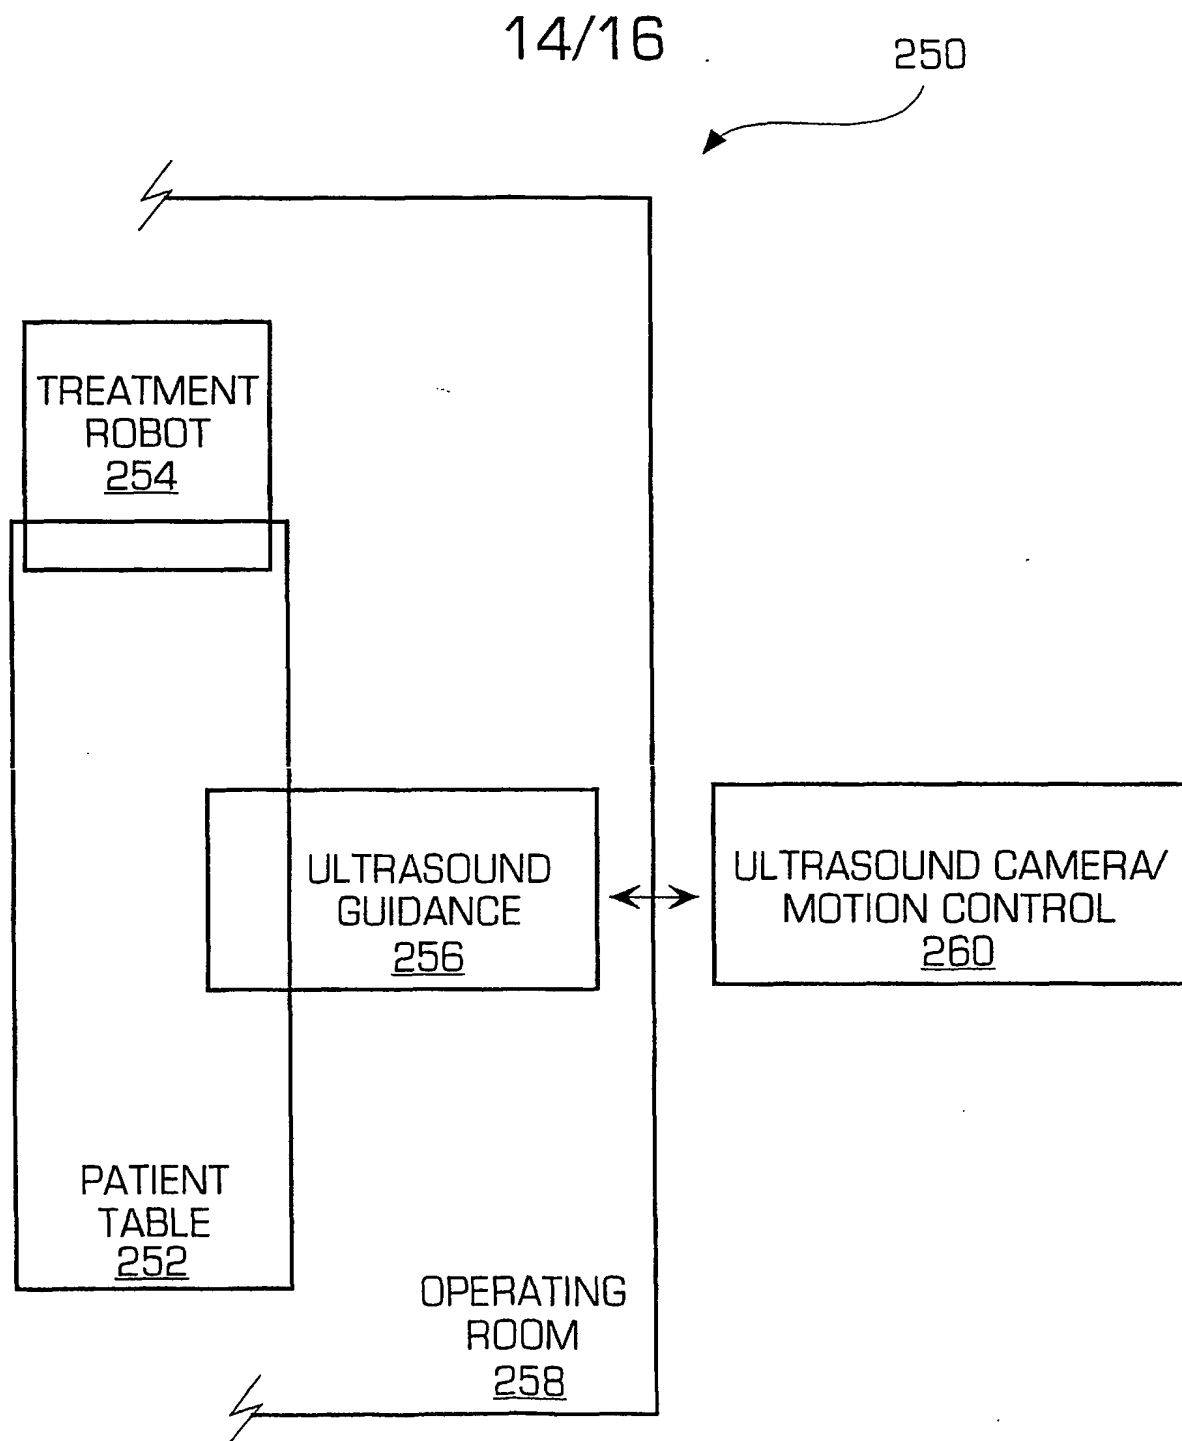 14/16
250
TREATMENT
ROBOT
254
ULTRASOUND
GUIDANCE
256
ULTRASOUND CAMERA/
MOTION CONTROL
260
PATIENT
TABLE
252
OPERATING
ROOM
258